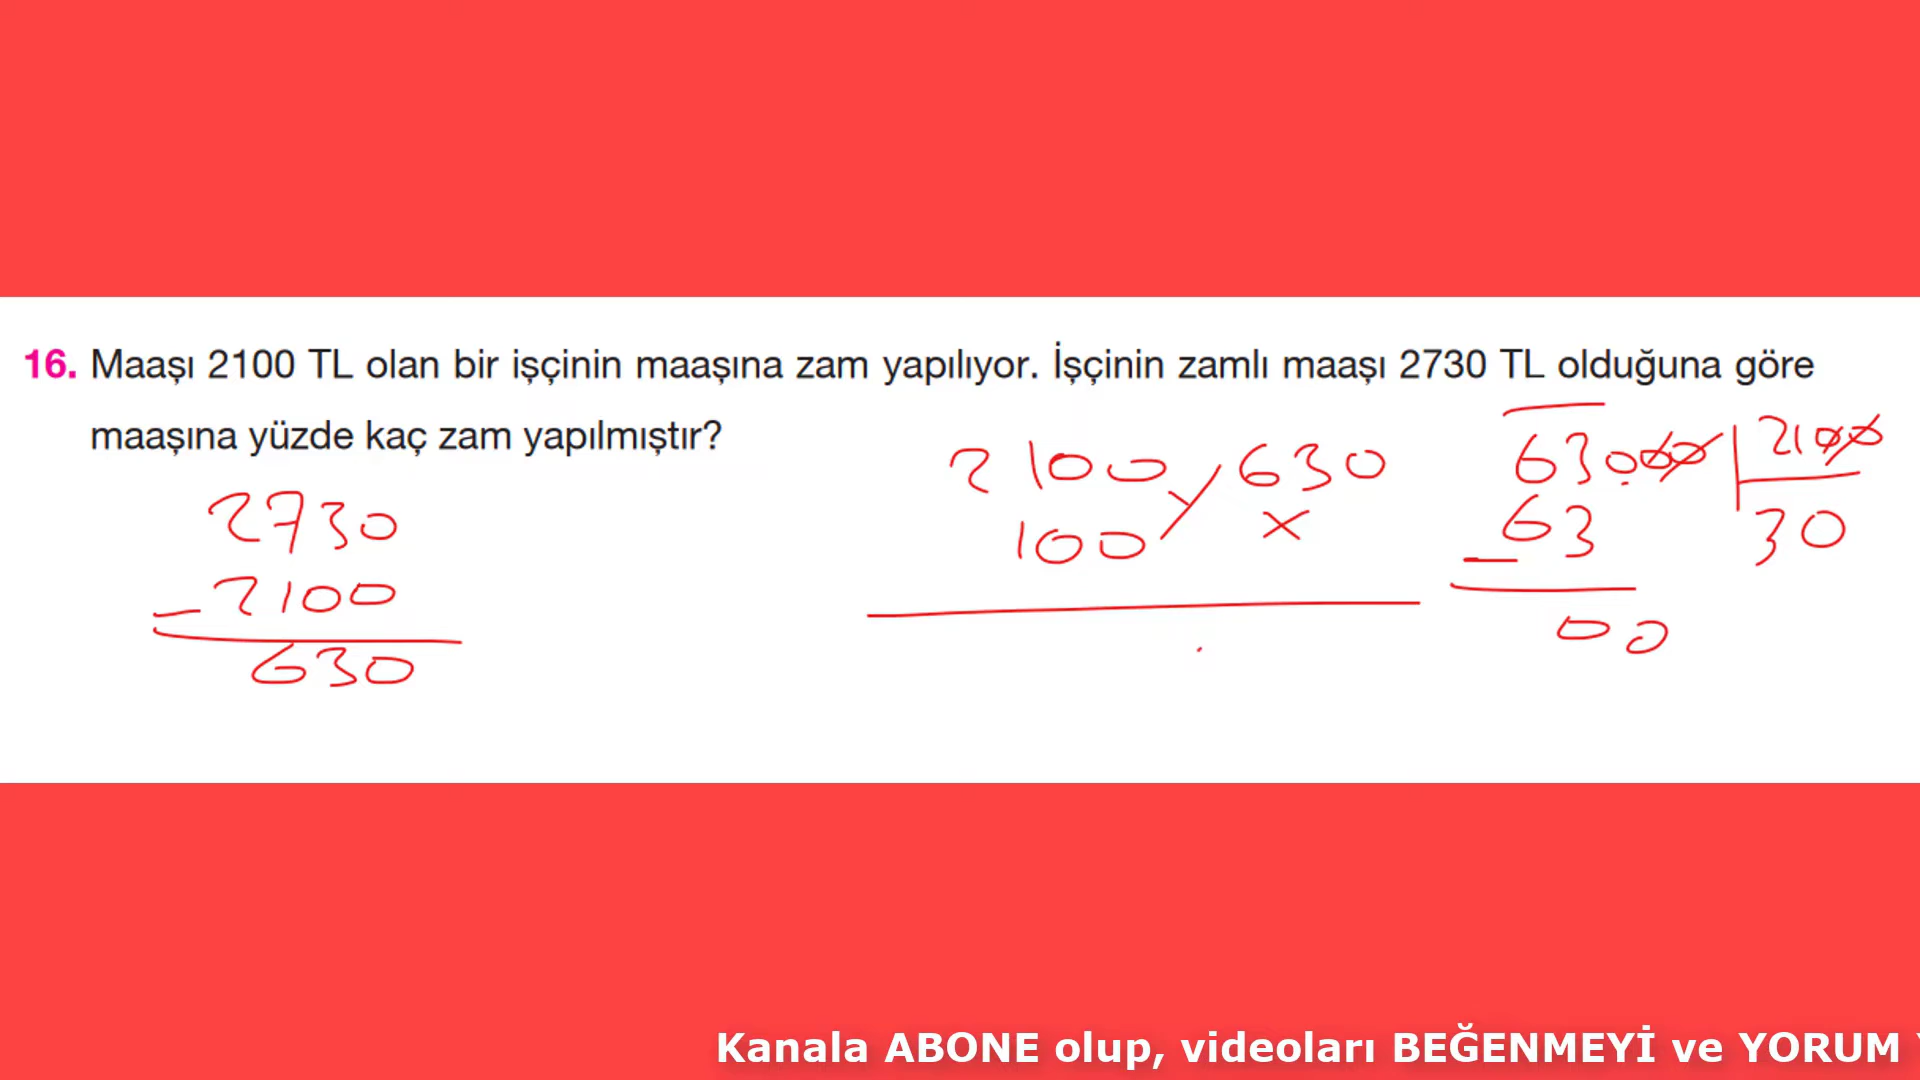 16. Maaşı 2100 TL olan bir işçinin maaşına zam yapılıyor. İşçinin zamlı maaşı 2730 TL olduğuna göre
maaşına yüzde kaç zam yapılmıştır?
2730
- 2100
630
2100 630
100 x
63000 2100
- 63 30
00
Kanala ABONE olup, videoları BEĞENMEYİ ve YORUM